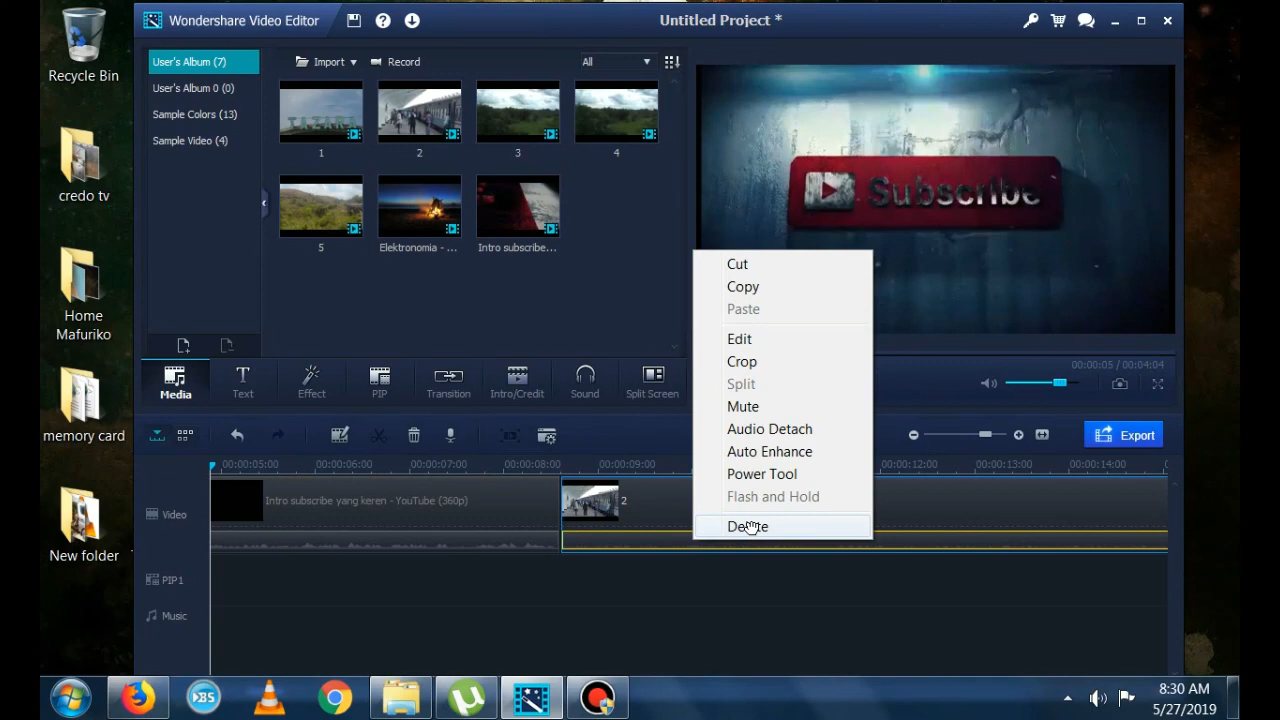 Recycle Bin
credo tv
Home
Mafuriko
memory card
New folder
Wondershare Video Editor
Untitled Project *
User's Album (7)
User's Album 0 (0)
Sample Colors (13)
Sample Video (4)
Import
Record
All
1
2
3
4
5
Elektronomia - ...
Intro subscribe...
Subscribe
Media
Text
Effect
PIP
Transition
Intro/Credit
Sound
Split Screen
00:00:05 / 00:04:04
Export
Cut
Copy
Paste
Edit
Crop
Split
Mute
Audio Detach
Auto Enhance
Power Tool
Flash and Hold
Delete
00:00:05:00 00:00:06:00 00:00:07:00 00:00:08:00 00:00:09:00 00:00:12:00 00:00:13:00 00:00:14:00
Video
Intro subscribe yang keren - YouTube (360p)
2
PIP1
Music
BS
8:30 AM
5/27/2019